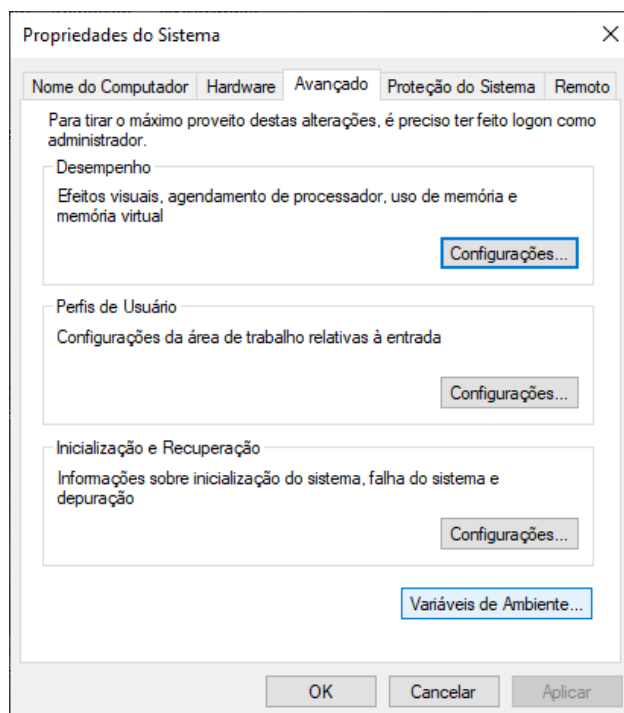 Propriedades do Sistema
Nome do Computador Hardware Avançado Proteção do Sistema Remoto
Para tirar o máximo proveito destas alterações, é preciso ter feito logon como
administrador.
Desempenho
Efeitos visuais, agendamento de processador, uso de memória e
memória virtual
Configurações...
Perfis de Usuário
Configurações da área de trabalho relativas à entrada
Configurações...
Inicialização e Recuperação
Informações sobre inicialização do sistema, falha do sistema e
depuração
Configurações...
Variáveis de Ambiente...
OK Cancelar Aplicar